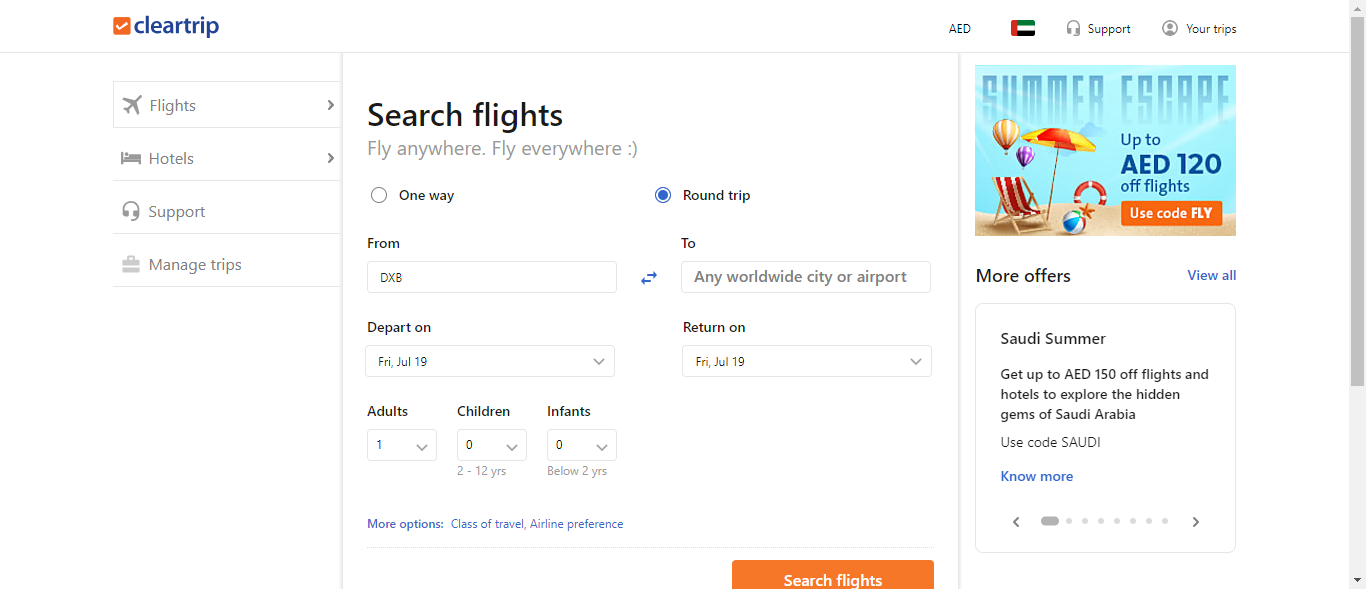 cleartrip
AED
Support
Your trips
Flights
Hotels
Support
Manage trips
Search flights
Fly anywhere. Fly everywhere :)
One way
Round trip
From
To
DXB
Any worldwide city or airport
Depart on
Return on
Fri, Jul 19
Fri, Jul 19
Adults
Children
Infants
1
0
0
2 - 12 yrs
Below 2 yrs
More options: Class of travel, Airline preference
Search flights
SUMMER ESCAPE
Up to
AED 120
off flights
Use code FLY
More offers
View all
Saudi Summer
Get up to AED 150 off flights and
hotels to explore the hidden
gems of Saudi Arabia
Use code SAUDI
Know more